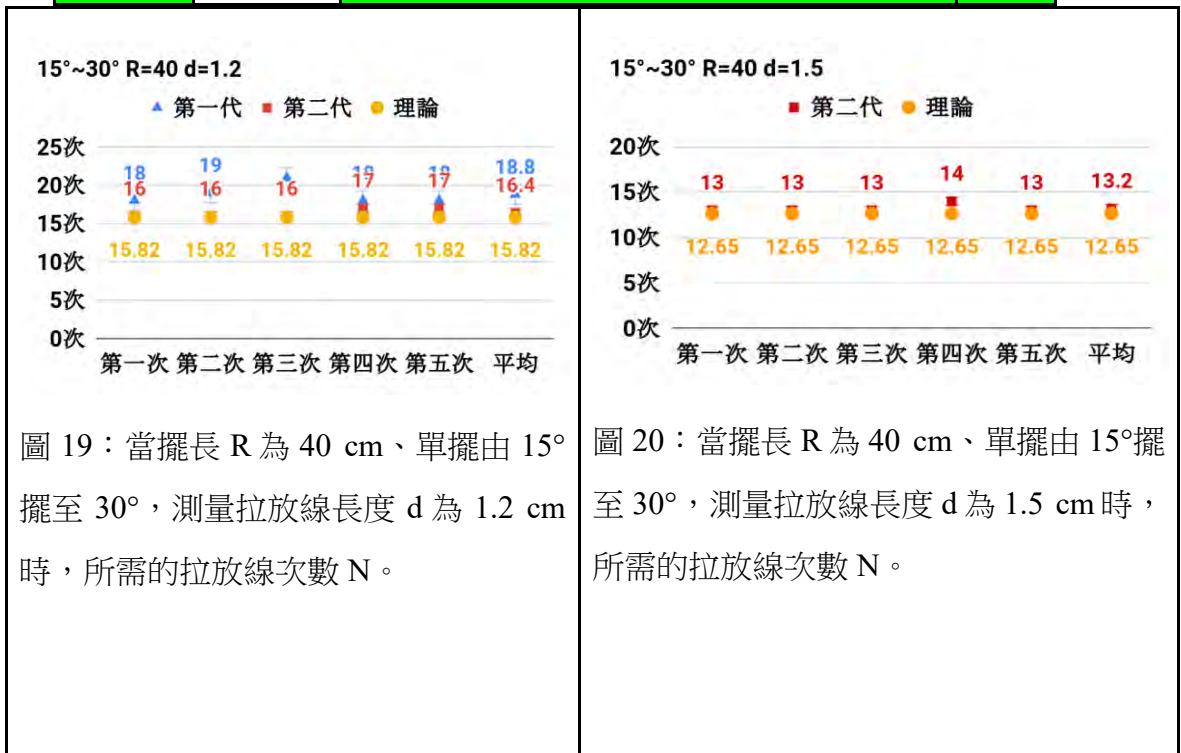 15°~30° R=40 d=1.2
第一代 第二代 理論
25次
20次
15次
10次
5次
0次
18 19 18.8
16 16 16 17 17 16.4
15.82 15.82 15.82 15.82 15.82 15.82
第一次 第二次 第三次 第四次 第五次 平均
圖 19：當擺長 R 為 40 cm、單擺由 15°
擺至 30°，測量拉放線長度 d 為 1.2 cm
時，所需的拉放線次數 N。
15°~30° R=40 d=1.5
第二代 理論
20次
15次
10次
5次
0次
13 13 13 14 13 13.2
12.65 12.65 12.65 12.65 12.65 12.65
第一次 第二次 第三次 第四次 第五次 平均
圖 20：當擺長 R 為 40 cm、單擺由 15°擺
至 30°，測量拉放線長度 d 為 1.5 cm 時，
所需的拉放線次數 N。